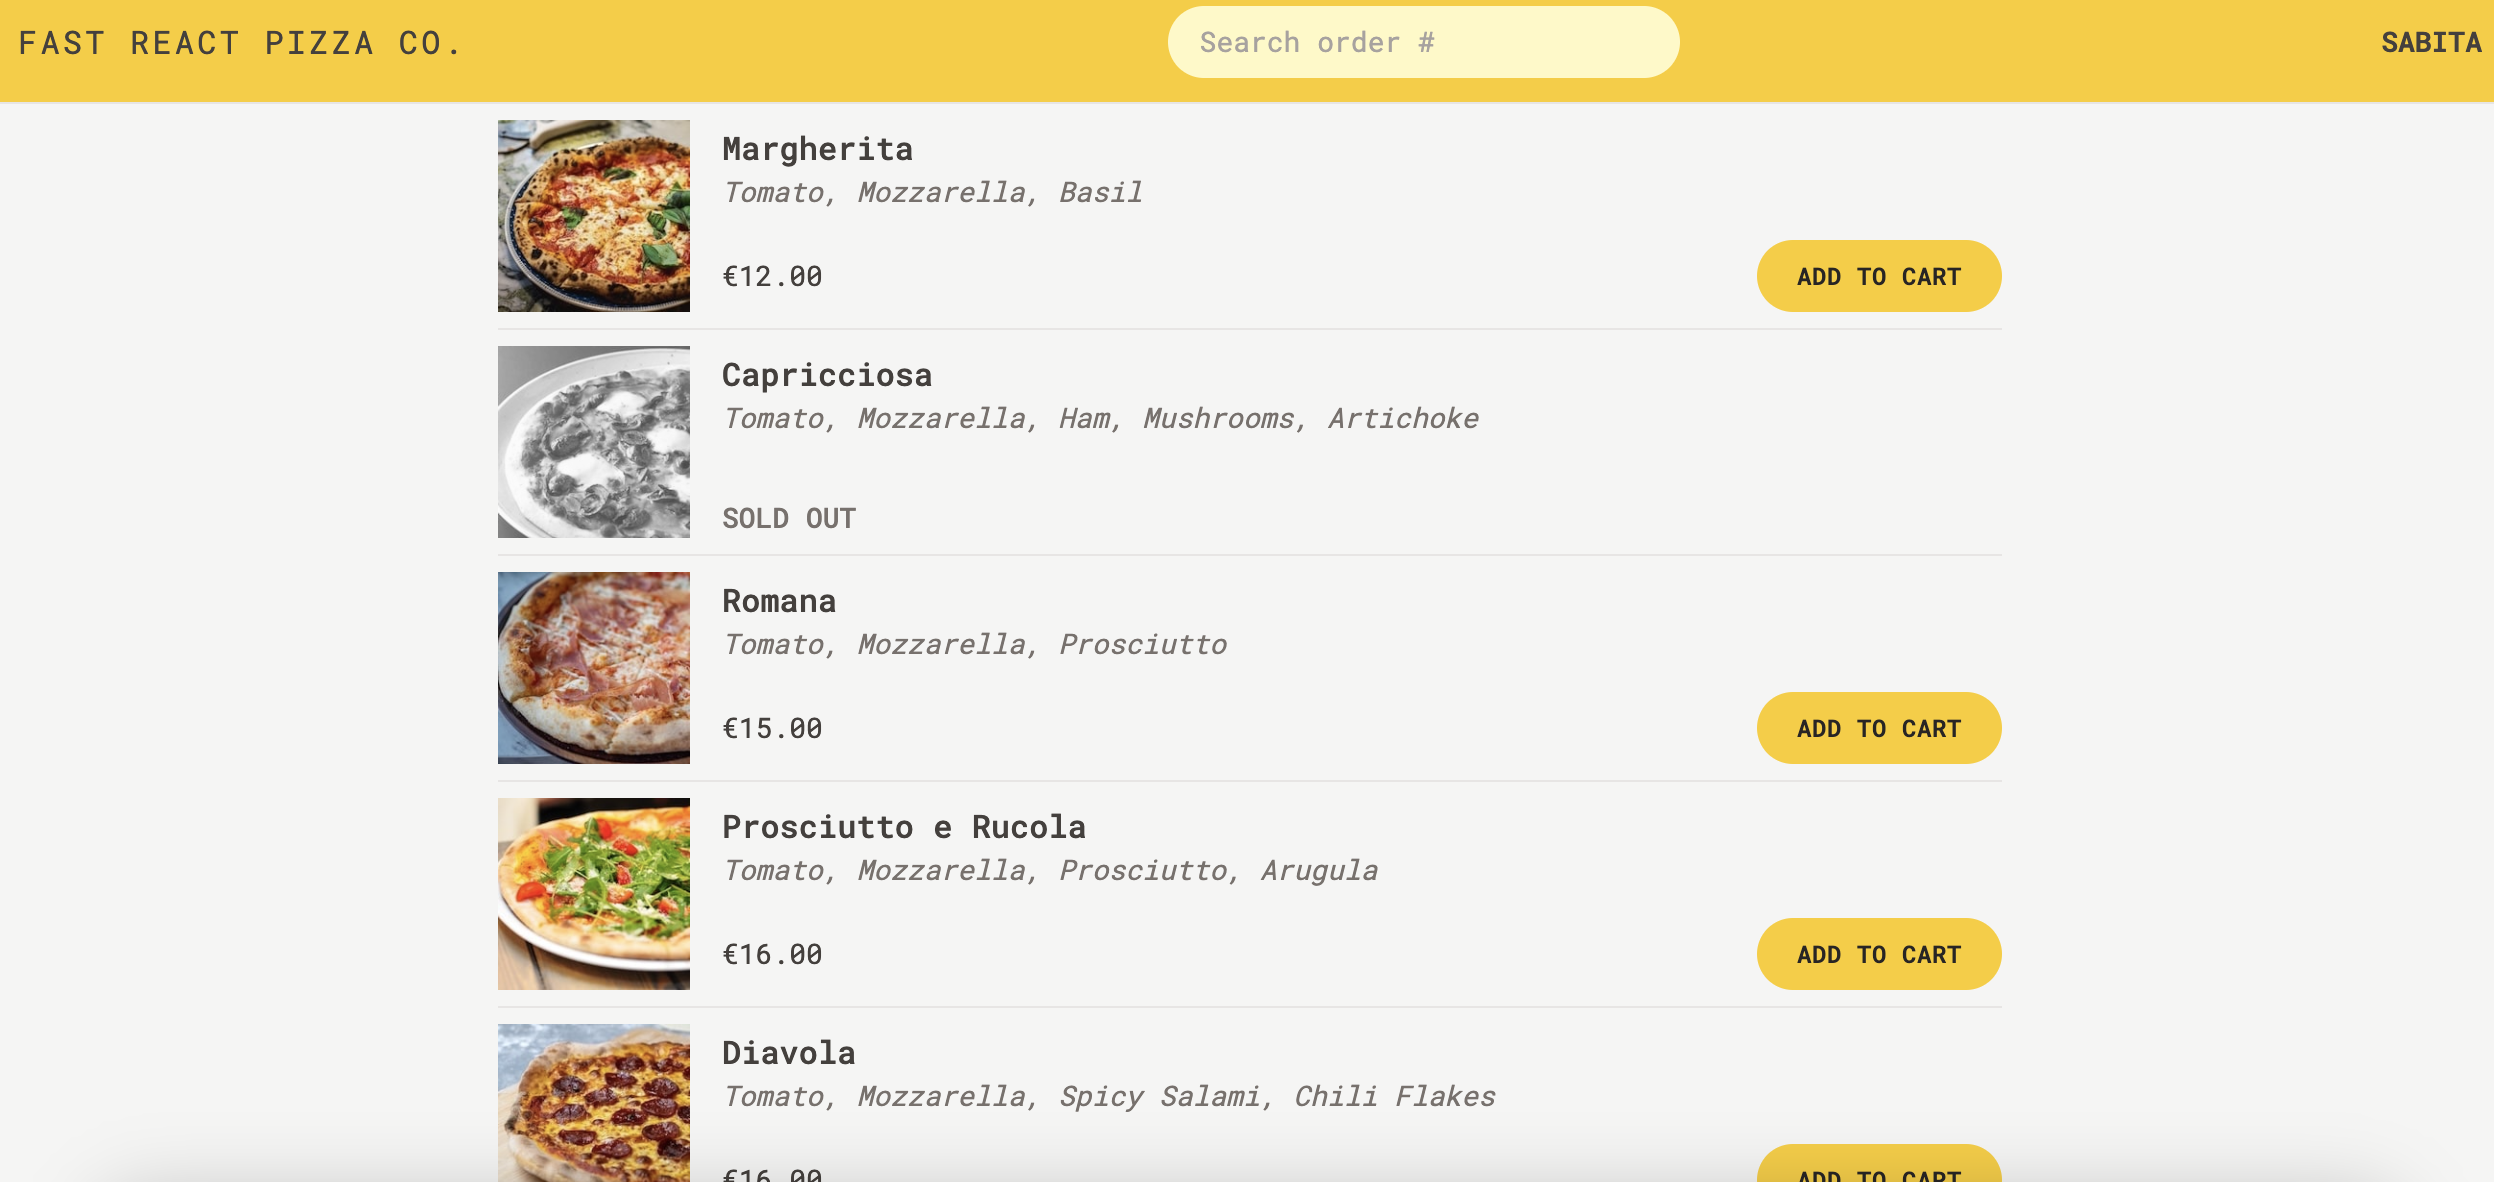 FAST REACT PIZZA CO.
Search order #
SABITA
Margherita
Tomato, Mozzarella, Basil
€12.00
ADD TO CART
Capricciosa
Tomato, Mozzarella, Ham, Mushrooms, Artichoke
SOLD OUT
Romana
Tomato, Mozzarella, Prosciutto
€15.00
ADD TO CART
Prosciutto e Rucola
Tomato, Mozzarella, Prosciutto, Arugula
€16.00
ADD TO CART
Diavola
Tomato, Mozzarella, Spicy Salami, Chili Flakes
€16.00
ADD TO CART